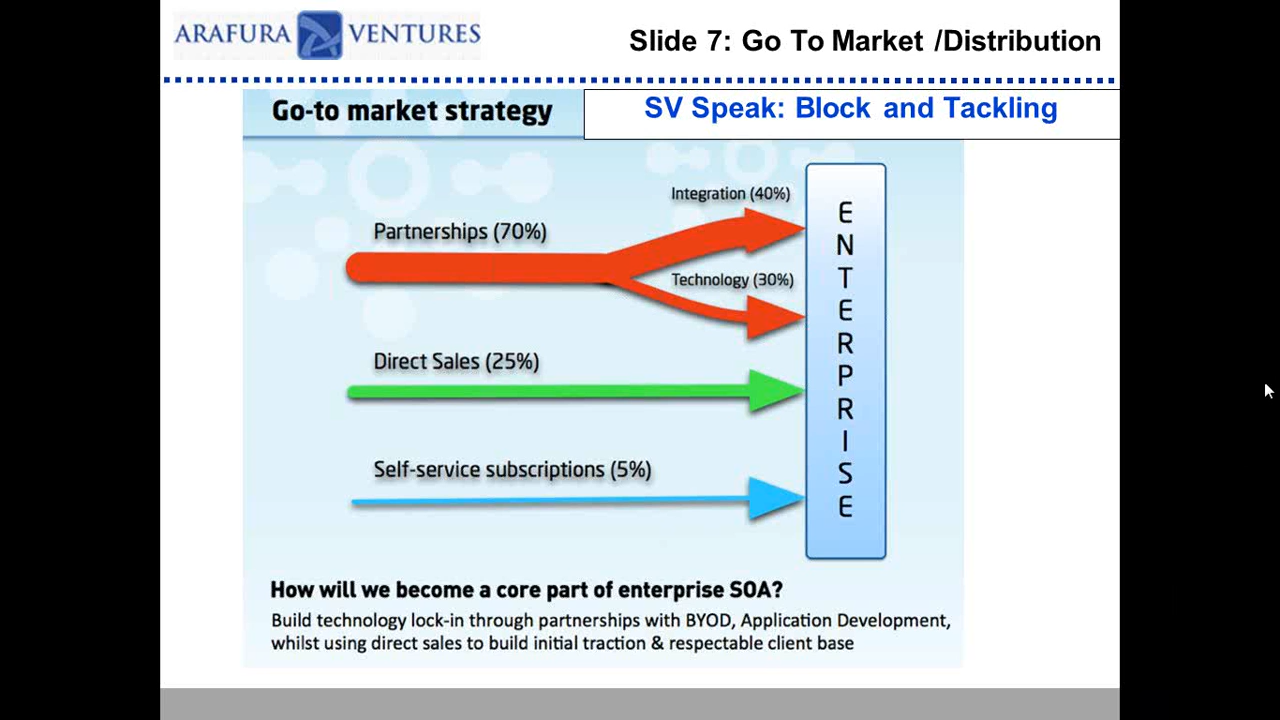 ARAFURA VENTURES
Slide 7: Go To Market /Distribution
Go-to market strategy
SV Speak: Block and Tackling
Integration (40%)
Partnerships (70%)
Technology (30%)
Direct Sales (25%)
Self-service subscriptions (5%)
ENTERPRISE
How will we become a core part of enterprise SOA?
Build technology lock-in through partnerships with BYOD, Application Development,
whilst using direct sales to build initial traction & respectable client base